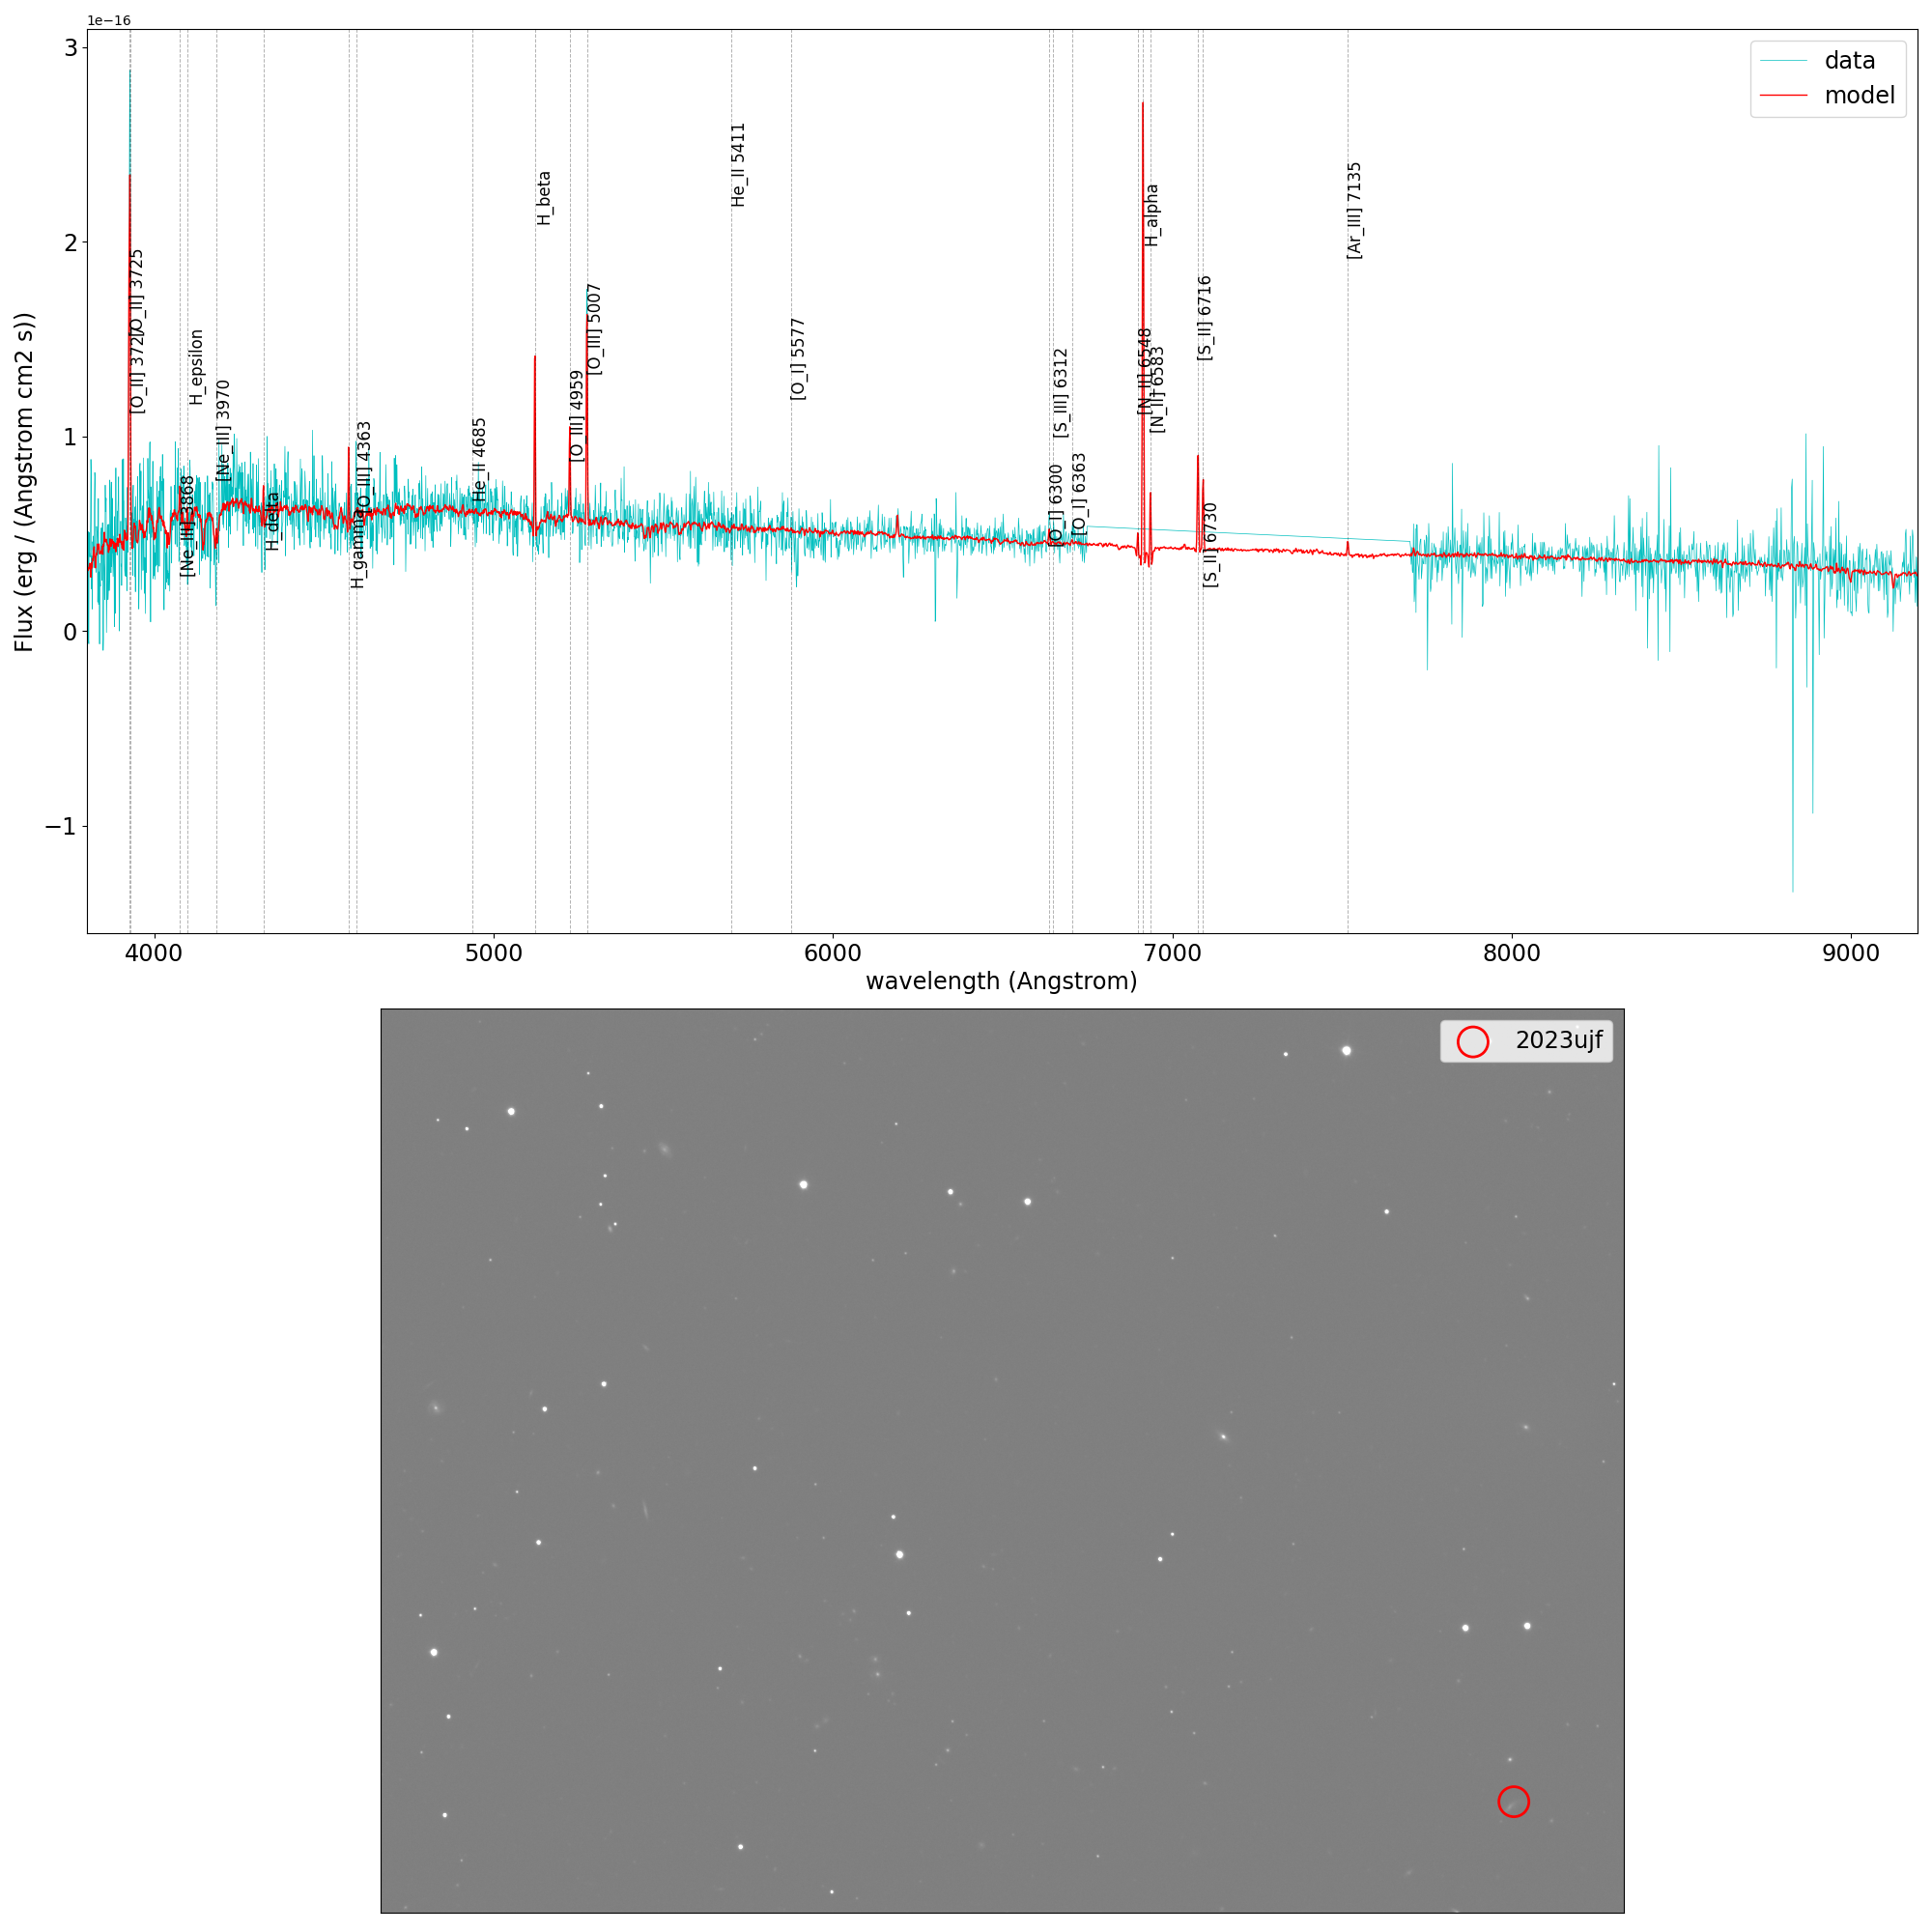 1e−16
3
2
1
0
−1
Flux (erg / (Angstrom cm2 s))
data
model
[O_II] 3725
[O_II] 3727
[Ne_III] 3868
H_epsilon
[Ne_III] 3970
H_delta
H_gamma
[O_III] 4363
He_II 4685
H_beta
[O_III] 4959
[O_III] 5007
He_II 5411
[O_I] 5577
[O_I] 6300
[S_III] 6312
[O_I] 6363
[N_II] 6548
H_alpha
[N_II] 6583
[S_II] 6716
[S_II] 6730
[Ar_III] 7135
4000
5000
6000
7000
8000
9000
wavelength (Angstrom)
2023ujf